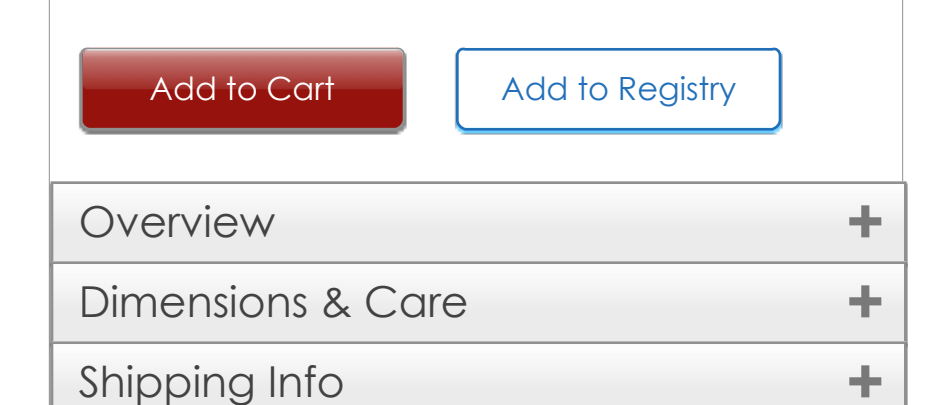 Add to Cart
Add to Registry
Overview
Dimensions & Care
Shipping Info